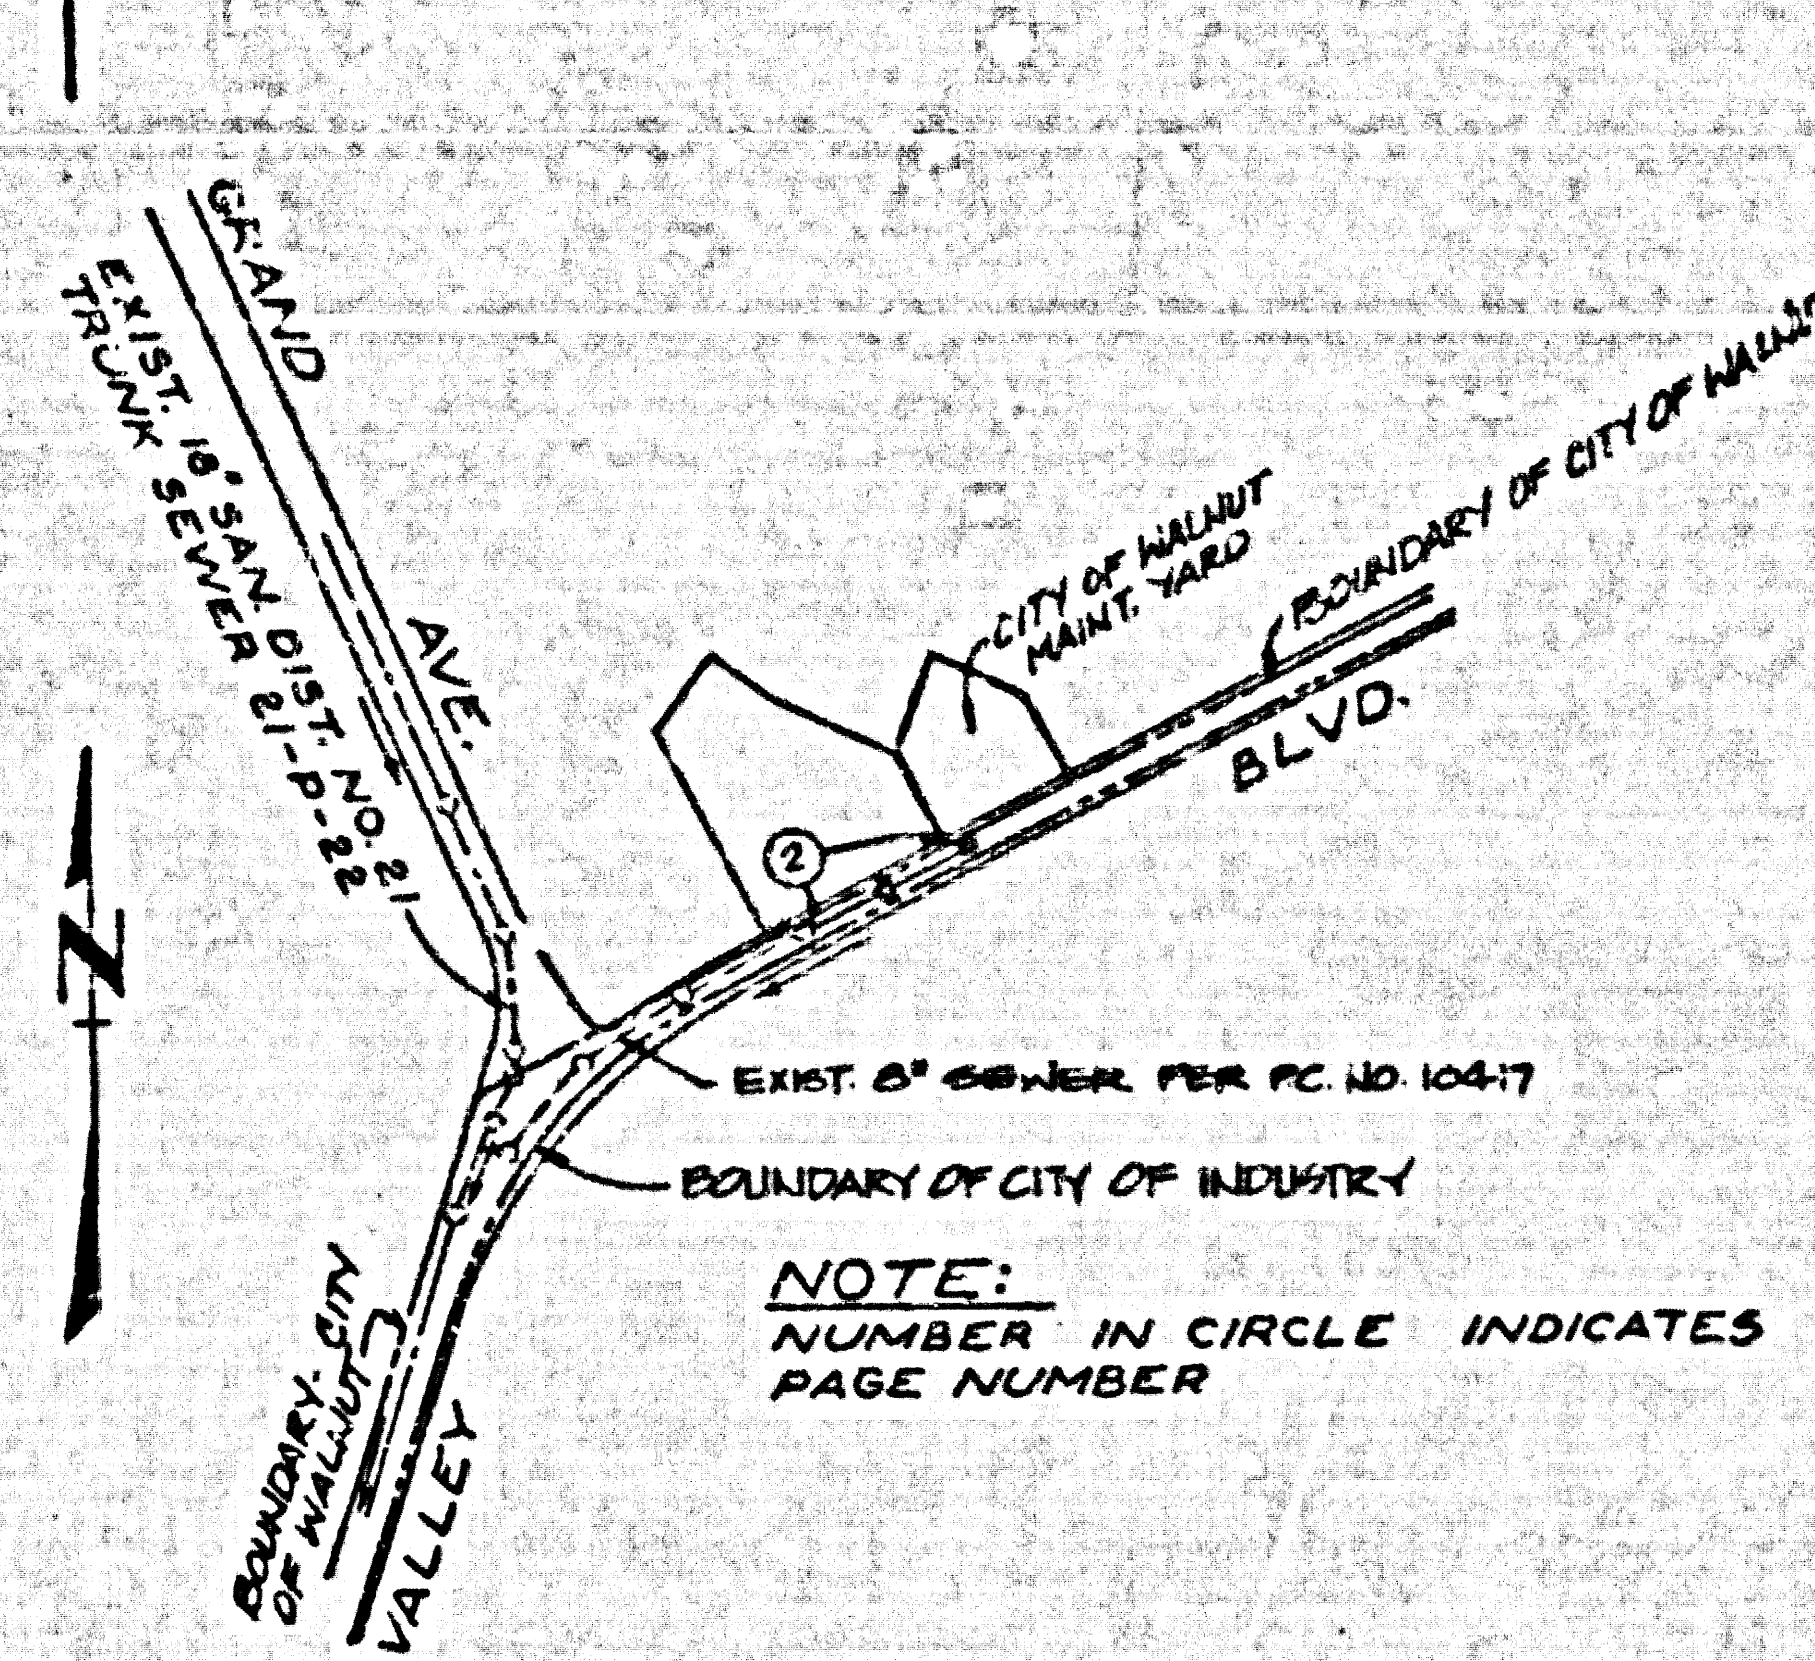 GRAND
AVE.
EXIST. 18" SAN. DIST. NO. 21
TRUNK SEWER 21-P-22
CITY OF WALNUT
MAINT. YARD
BOUNDARY OF CITY OF WALNUT
BLVD.
2
N
EXIST. 8" SEWER PER P.C. NO. 10417
BOUNDARY OF CITY OF INDUSTRY
NOTE:
NUMBER IN CIRCLE INDICATES
PAGE NUMBER
BOUNDARY. CITY
OF WALNUT
VALLEY